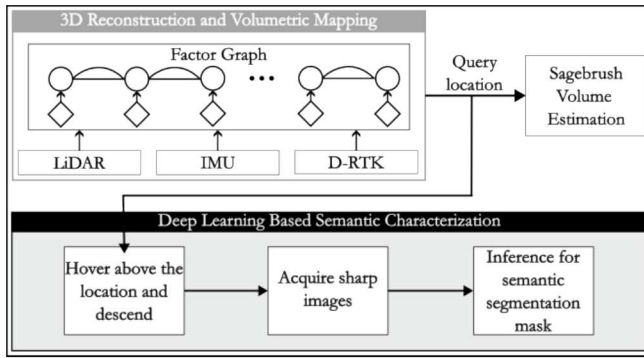 3D Reconstruction and Volumetric Mapping
Factor Graph
LiDAR
IMU
D-RTK
Query
location
Sagebrush
Volume
Estimation
Deep Learning Based Semantic Characterization
Hover above the
location and
descend
Acquire sharp
images
Inference for
semantic
segmentation
mask